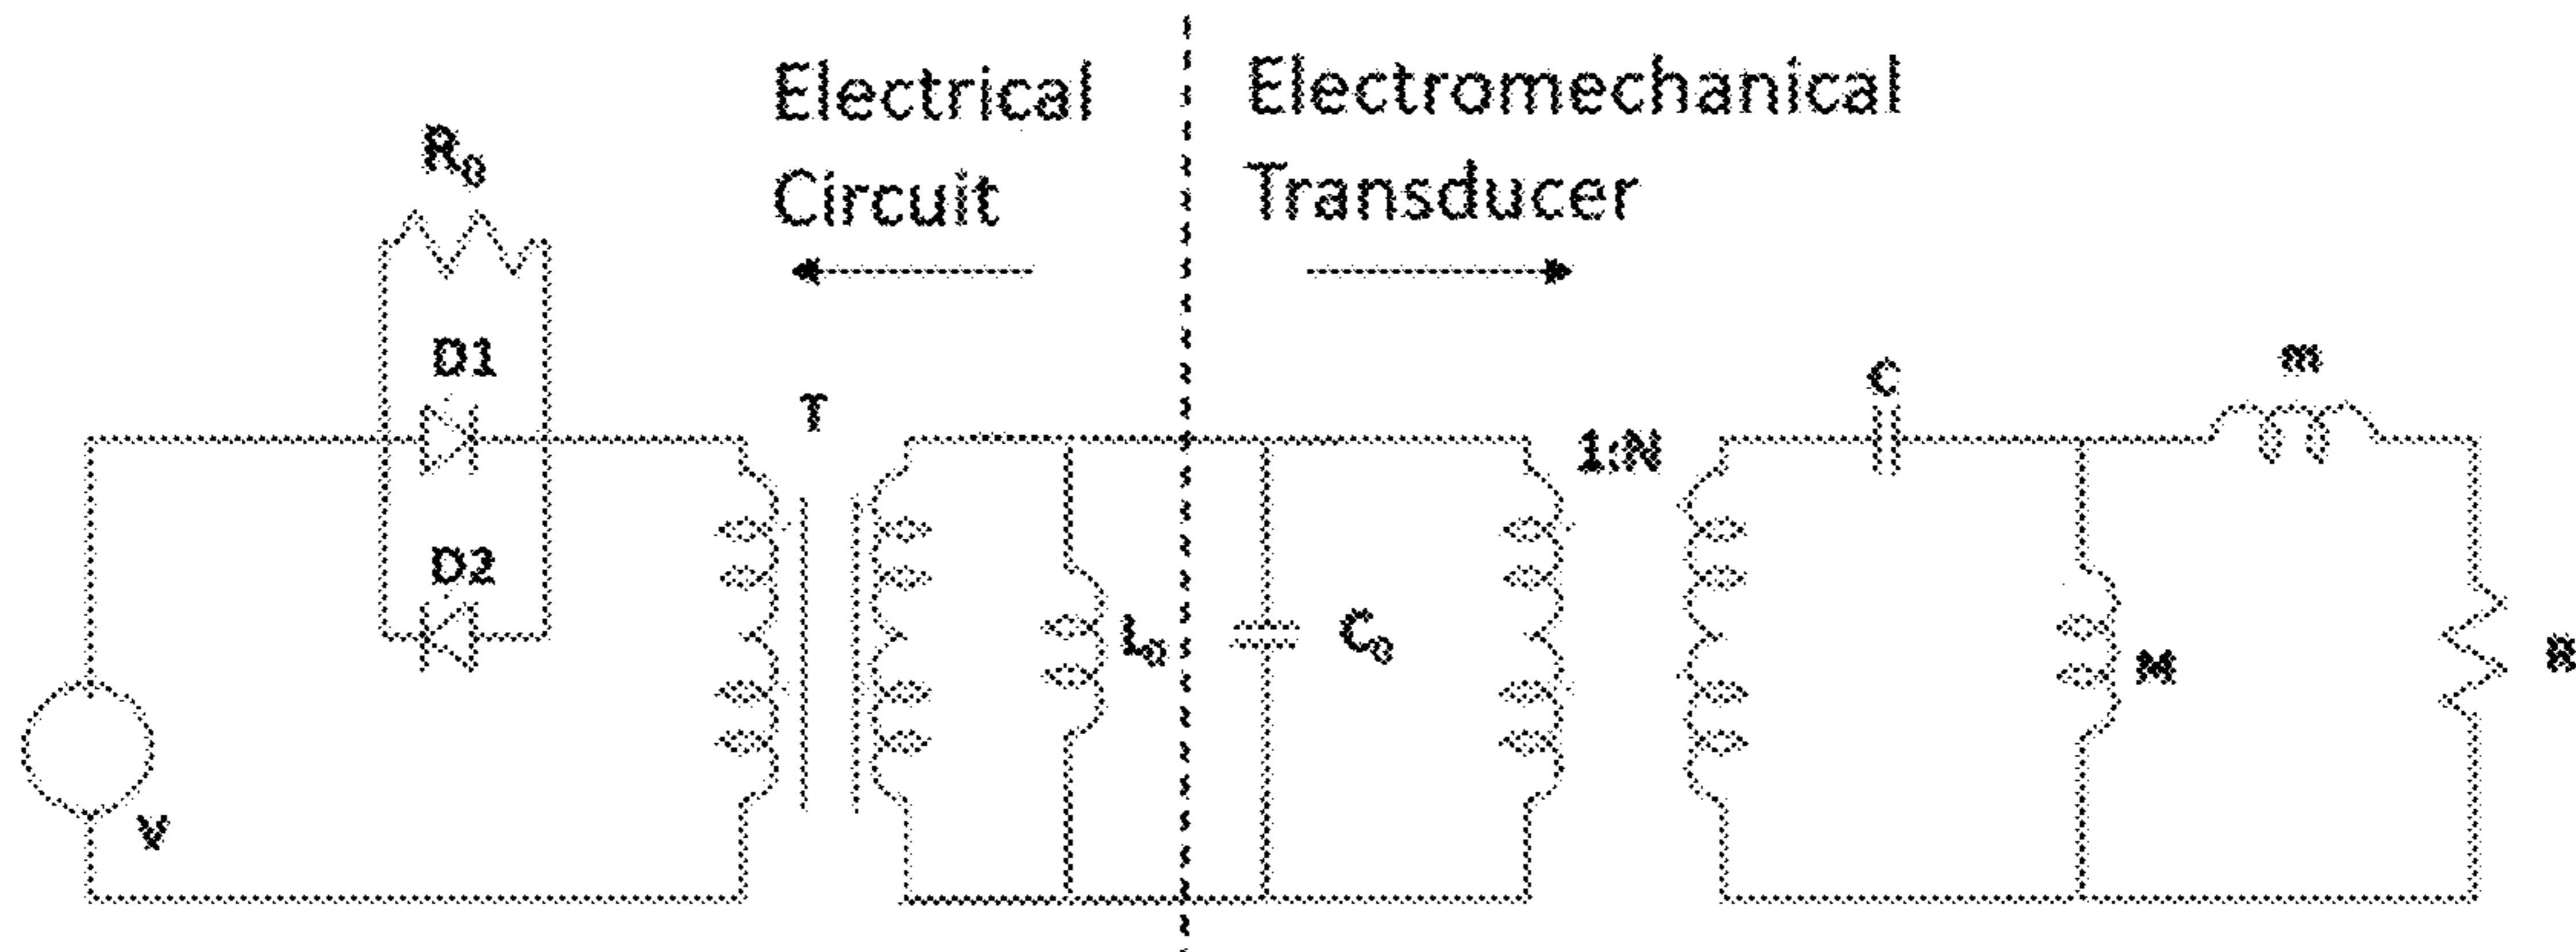 Electrical
Circuit
Electromechanical
Transducer
R₀
D1
D2
T
V
L₀
C₀
1:N
C
m
M
R